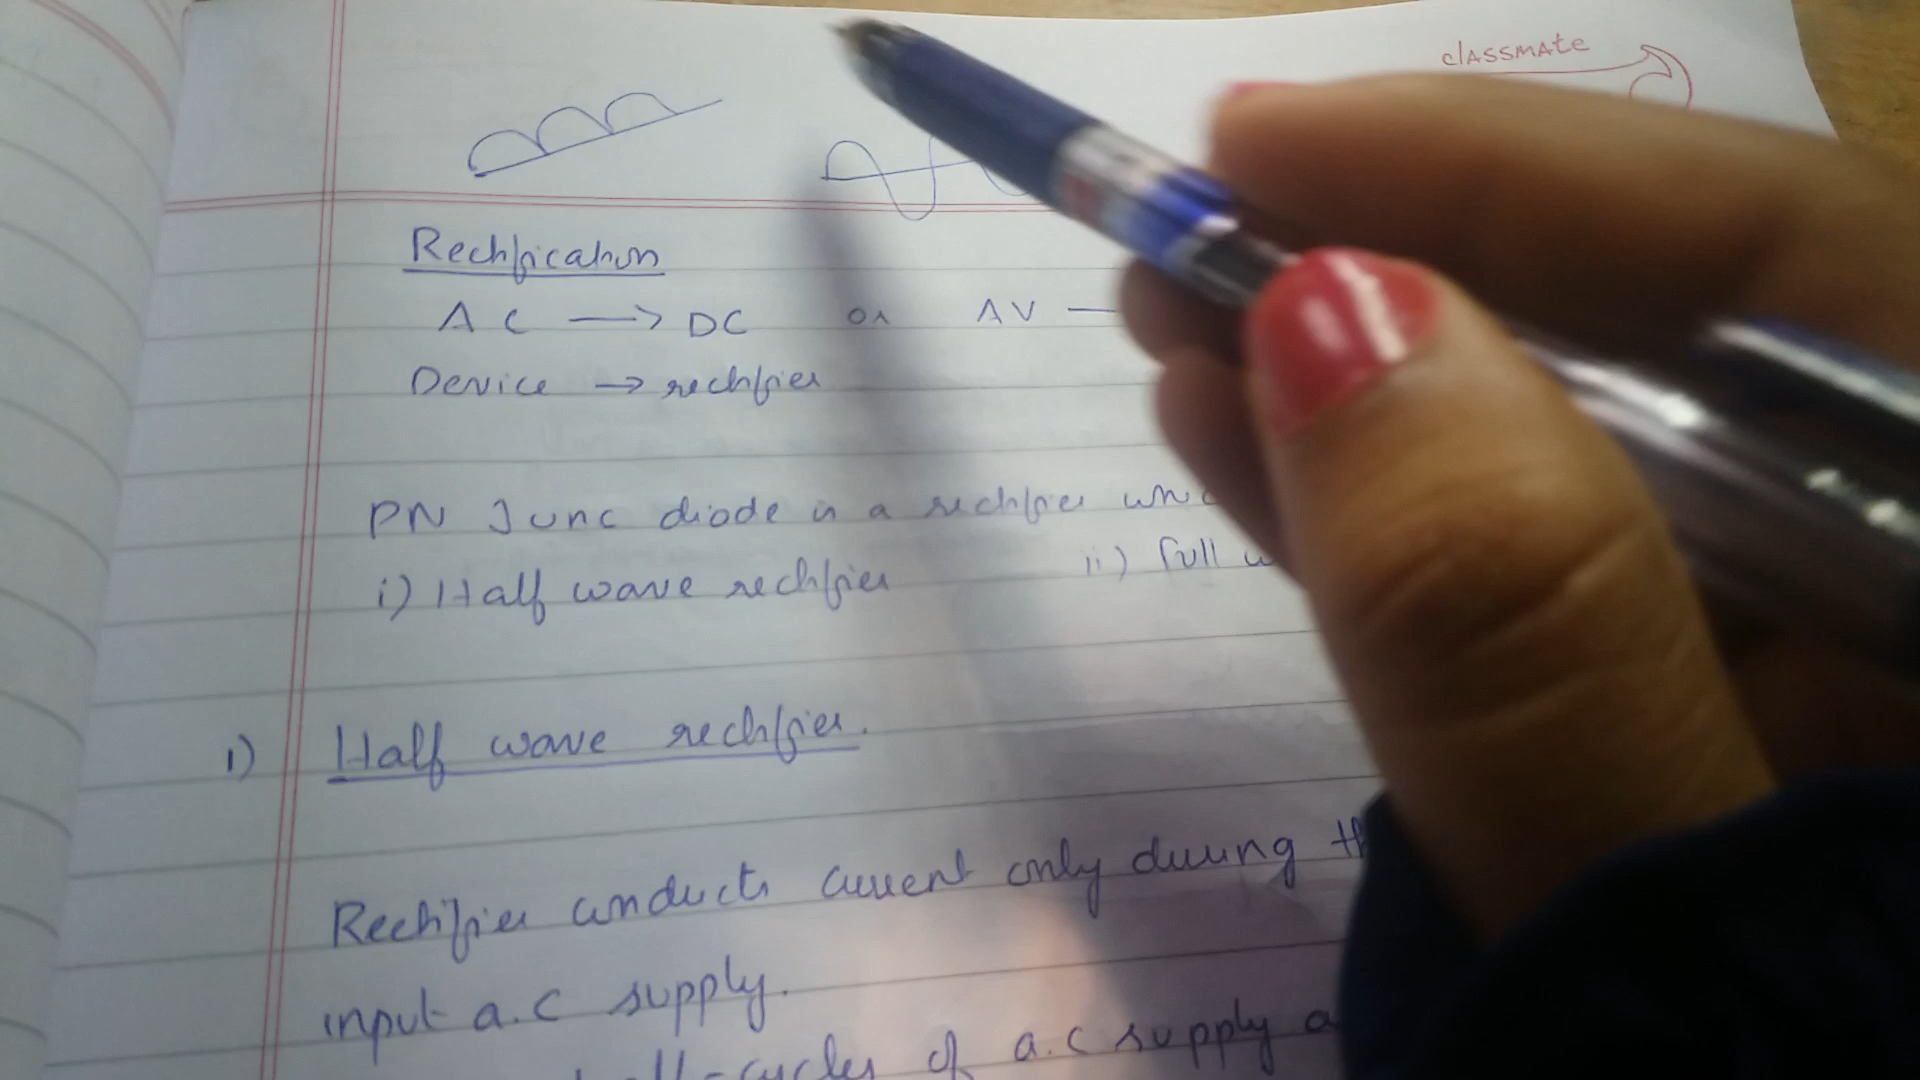 classmate
Rectification
AC → DC or AV —
Device → rectifier
PN Junc diode is a rectifier
i) Half wave rectifier ii) full
1) Half wave rectifier.
Rectifier conducts current only during
input a.c supply.
of a.c supply